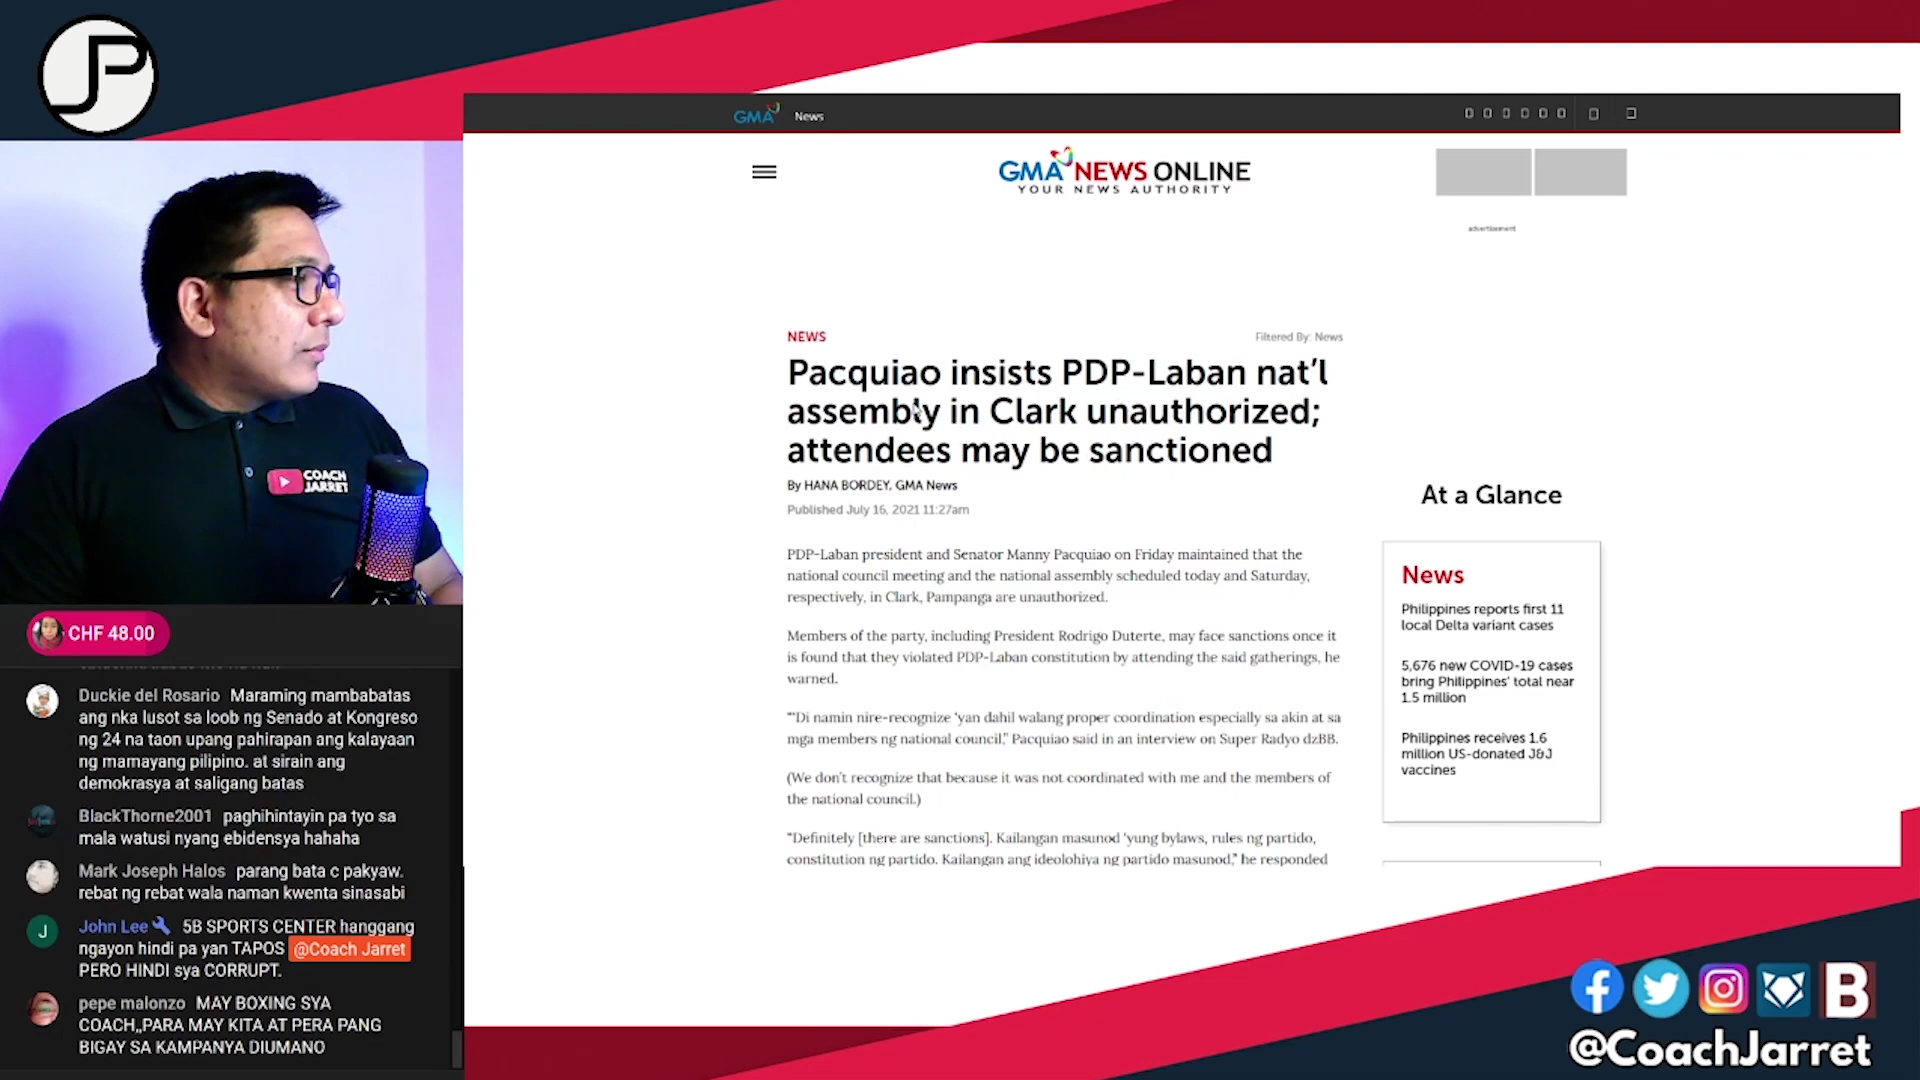 JP
GMA News
GMA NEWS ONLINE
YOUR NEWS AUTHORITY
advertisement
NEWS
Filtered By: News
Pacquiao insists PDP-Laban nat'l
assembly in Clark unauthorized;
attendees may be sanctioned
By HANA BORDEY, GMA News
Published July 16, 2021 11:27am
PDP-Laban president and Senator Manny Pacquiao on Friday maintained that the
national council meeting and the national assembly scheduled today and Saturday,
respectively, in Clark, Pampanga are unauthorized.
Members of the party, including President Rodrigo Duterte, may face sanctions once it
is found that they violated PDP-Laban constitution by attending the said gatherings, he
warned.
"'Di namin nire-recognize 'yan dahil walang proper coordination especially sa akin at sa
mga members ng national council," Pacquiao said in an interview on Super Radyo dzBB.
(We don't recognize that because it was not coordinated with me and the members of
the national council.)
"Definitely [there are sanctions]. Kailangan masunod 'yung bylaws, rules ng partido,
constitution ng partido. Kailangan ang ideolohiya ng partido masunod," he responded
At a Glance
News
Philippines reports first 11
local Delta variant cases
5,676 new COVID-19 cases
bring Philippines' total near
1.5 million
Philippines receives 1.6
million US-donated J&J
vaccines
COACH
JARRET
CHF 48.00
Duckie del Rosario Maraming mambabatas
ang nka lusot sa loob ng Senado at Kongreso
ng 24 na taon upang pahirapan ang kalayaan
ng mamayang pilipino. at sirain ang
demokrasya at saligang batas
BlackThorne2001 paghihintayin pa tyo sa
mala watusi nyang ebidensya hahaha
Mark Joseph Halos parang bata c pakyaw.
rebat ng rebat wala naman kwenta sinasabi
J
John Lee 5B SPORTS CENTER hanggang
ngayon hindi pa yan TAPOS @Coach Jarret
PERO HINDI sya CORRUPT.
pepe malonzo MAY BOXING SYA
COACH,,PARA MAY KITA AT PERA PANG
BIGAY SA KAMPANYA DIUMANO
B
@CoachJarret